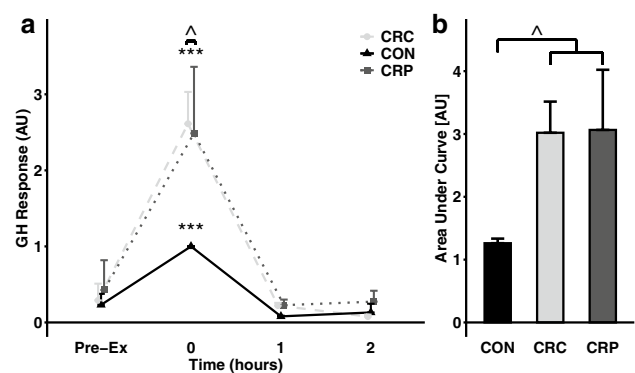 a
^
***
CRC
CON
CRP
***
GH Response (AU)
3
2
1
0
Pre–Ex 0 1 2
Time (hours)
b
^
Area Under Curve [AU]
4
3
2
1
0
CON CRC CRP